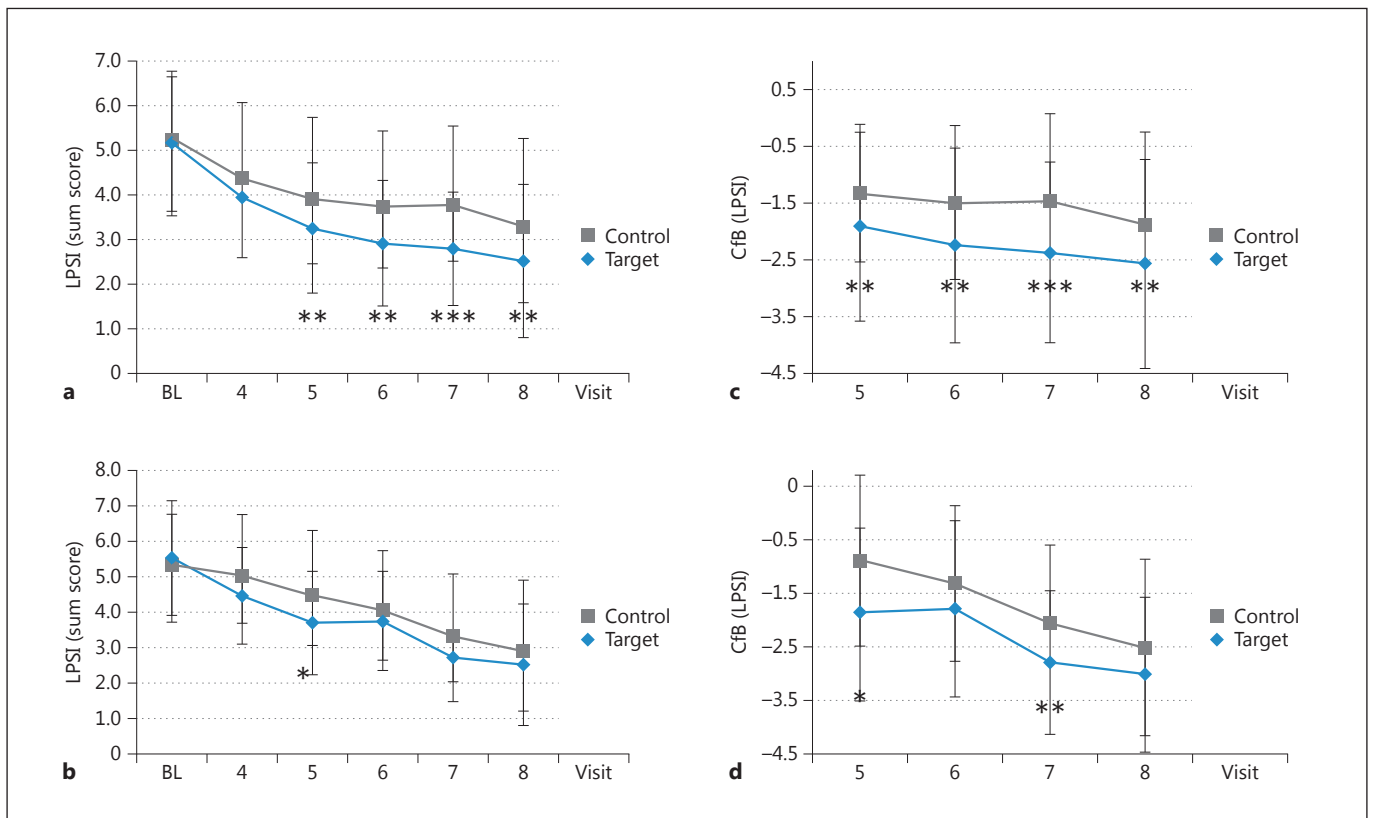 7.0
6.0
5.0
4.0
3.0
2.0
1.0
0
LPSI (sum score)
** ** *** **
BL 4 5 6 7 8 Visit
Control
Target
a
0.5
–0.5
–1.5
–2.5
–3.5
–4.5
CfB (LPSI)
** ** *** **
5 6 7 8 Visit
Control
Target
c
8.0
7.0
6.0
5.0
4.0
3.0
2.0
1.0
0
LPSI (sum score)
*
BL 4 5 6 7 8 Visit
Control
Target
b
0
–0.5
–1.5
–2.5
–3.5
–4.5
CfB (LPSI)
* **
5 6 7 8 Visit
Control
Target
d